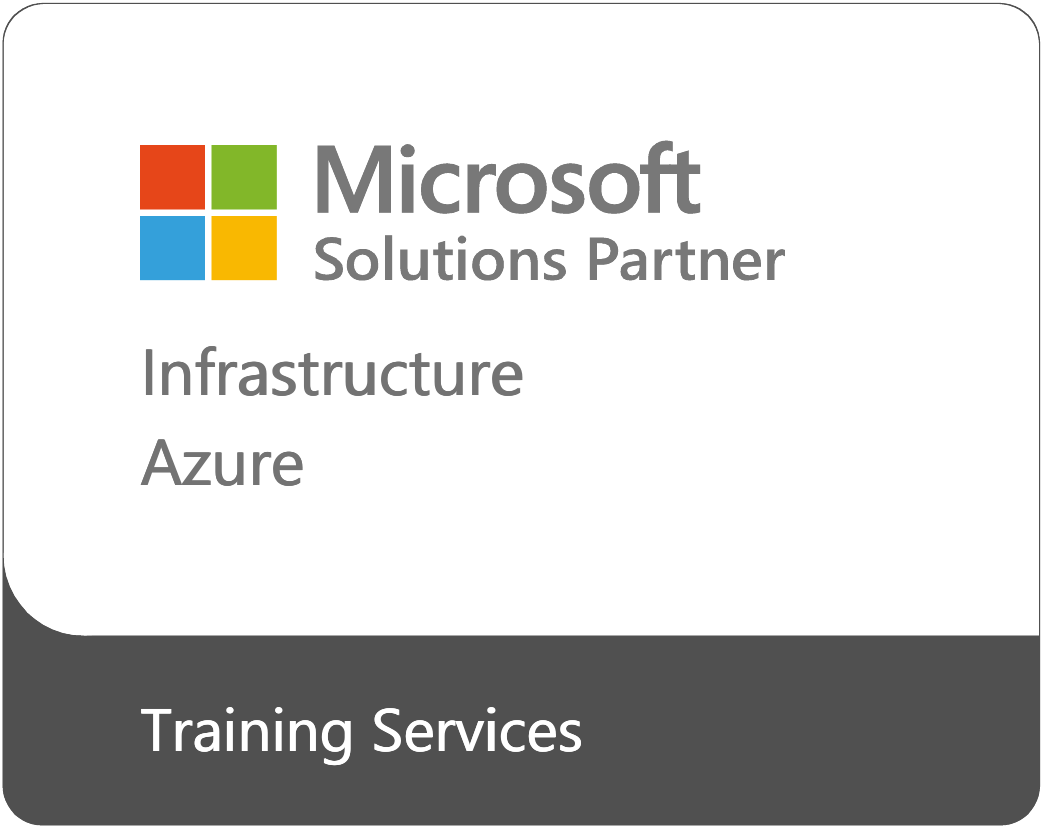 Microsoft
Solutions Partner
Infrastructure
Azure
Training Services